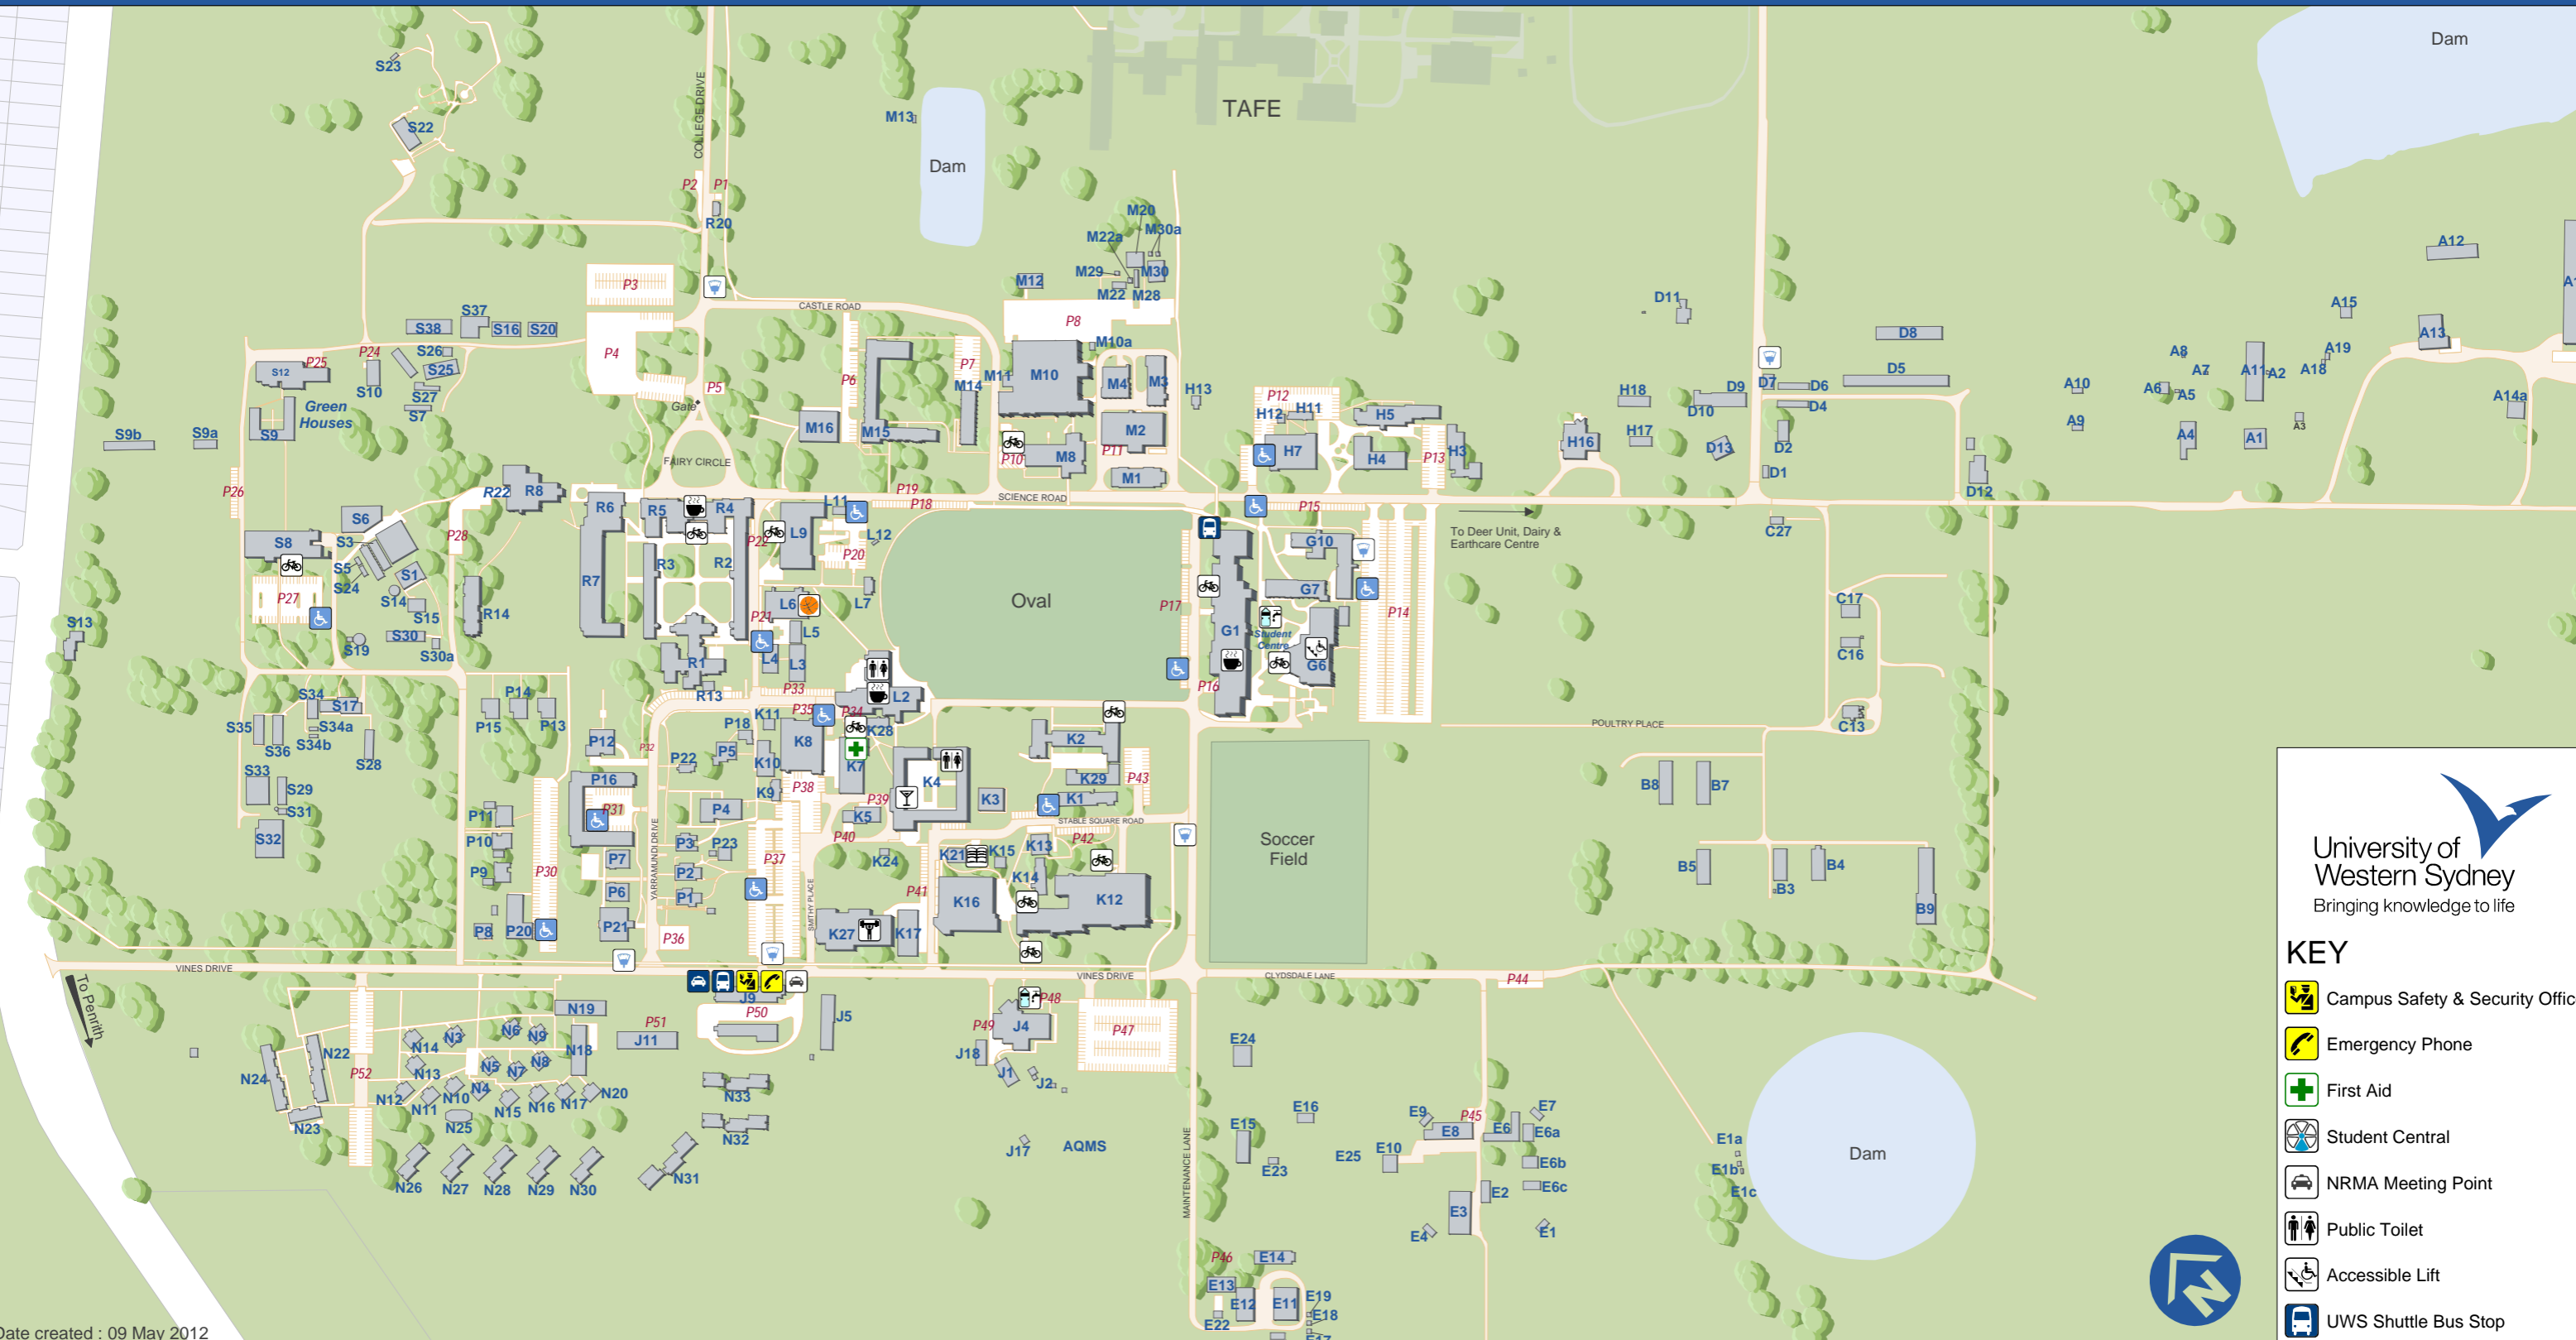 Dam
S23
COLLEGE DRIVE
TAFE
M13
S22
Dam
P2
P1
R20
M20
M22a
M30a
M29
M30
M12
M22
M28
A12
P3
CASTLE ROAD
P8
D11
A15
S37
S38
S16
S20
M10a
D8
A13
P24
P25
S26
P4
P7
P6
M11
M10
M14
M4
M3
H13
S12
S10
S25
S27
S7
P5
Gate
D5
D7
D6
D9
D10
D4
A8
A7
A6
A5
A11
A2
A18
A19
A10
A9
A14a
Green
Houses
S9
S9a
S9b
M16
M15
M2
P12
H12
H11
H5
H18
H17
D2
D13
A4
A1
A3
FAIRY CIRCLE
P10
M8
P11
M1
H7
H4
P13
H3
H16
D1
D12
P26
R22
R8
P19
P18
SCIENCE ROAD
P15
To Deer Unit, Dairy &
Earthcare Centre
C27
S6
S8
S3
P28
R6
R5
R4
L11
L9
L12
P22
P20
G10
S5
S24
S1
S14
S15
R7
R3
R2
L7
L6
G7
P14
P27
R14
P21
L5
Oval
P17
G1
Student
Centre
G6
C17
C16
S13
S30
S30a
S19
R1
L4
L3
R13
P33
P16
L2
S34
S17
P14
P15
P13
S35
S36
S34a
S34b
S28
P18
K11
P35
P34
K28
C13
POULTRY PLACE
P12
P32
P22
P5
K10
K8
K7
K2
K29
P43
S33
S29
S31
S32
P16
P31
P11
P10
K9
P38
P39
K4
K3
K1
B8
B7
P4
K5
P40
STABLE SQUARE ROAD
Soccer
Field
P7
YARRAMUNDI DRIVE
P3
P23
P37
K24
K21
K15
K13
P42
B5
B3
B4
B9
P9
P30
P6
P2
P1
K14
P41
SMITHY PLACE
K16
K12
P8
P20
P21
P36
K27
K17
University of
Western Sydney
Bringing knowledge to life
VINES DRIVE
VINES DRIVE
CLYDSDALE LANE
P44
To Penrith
KEY
Campus Safety & Security Offic
Emergency Phone
First Aid
Student Central
NRMA Meeting Point
Public Toilet
Accessible Lift
UWS Shuttle Bus Stop
J9
P48
N19
P51
P50
J5
P49
J4
P47
J11
J18
J1
J2
E24
N22
N24
N23
P52
N14
N3
N6
N9
N18
N13
N5
N7
N8
N12
N11
N10
N4
N15
N16
N17
N20
N25
N33
N32
N31
N26
N27
N28
N29
N30
J17
AQMS
MAINTENANCE LANE
E16
E15
E23
E25
E10
E9
E8
P45
E6
E7
E6a
E6b
E6c
E2
E3
E4
E1
E1a
E1b
E1c
Dam
P46
E14
E13
E12
E11
E19
E18
E17
E22
Date created : 09 May 2012